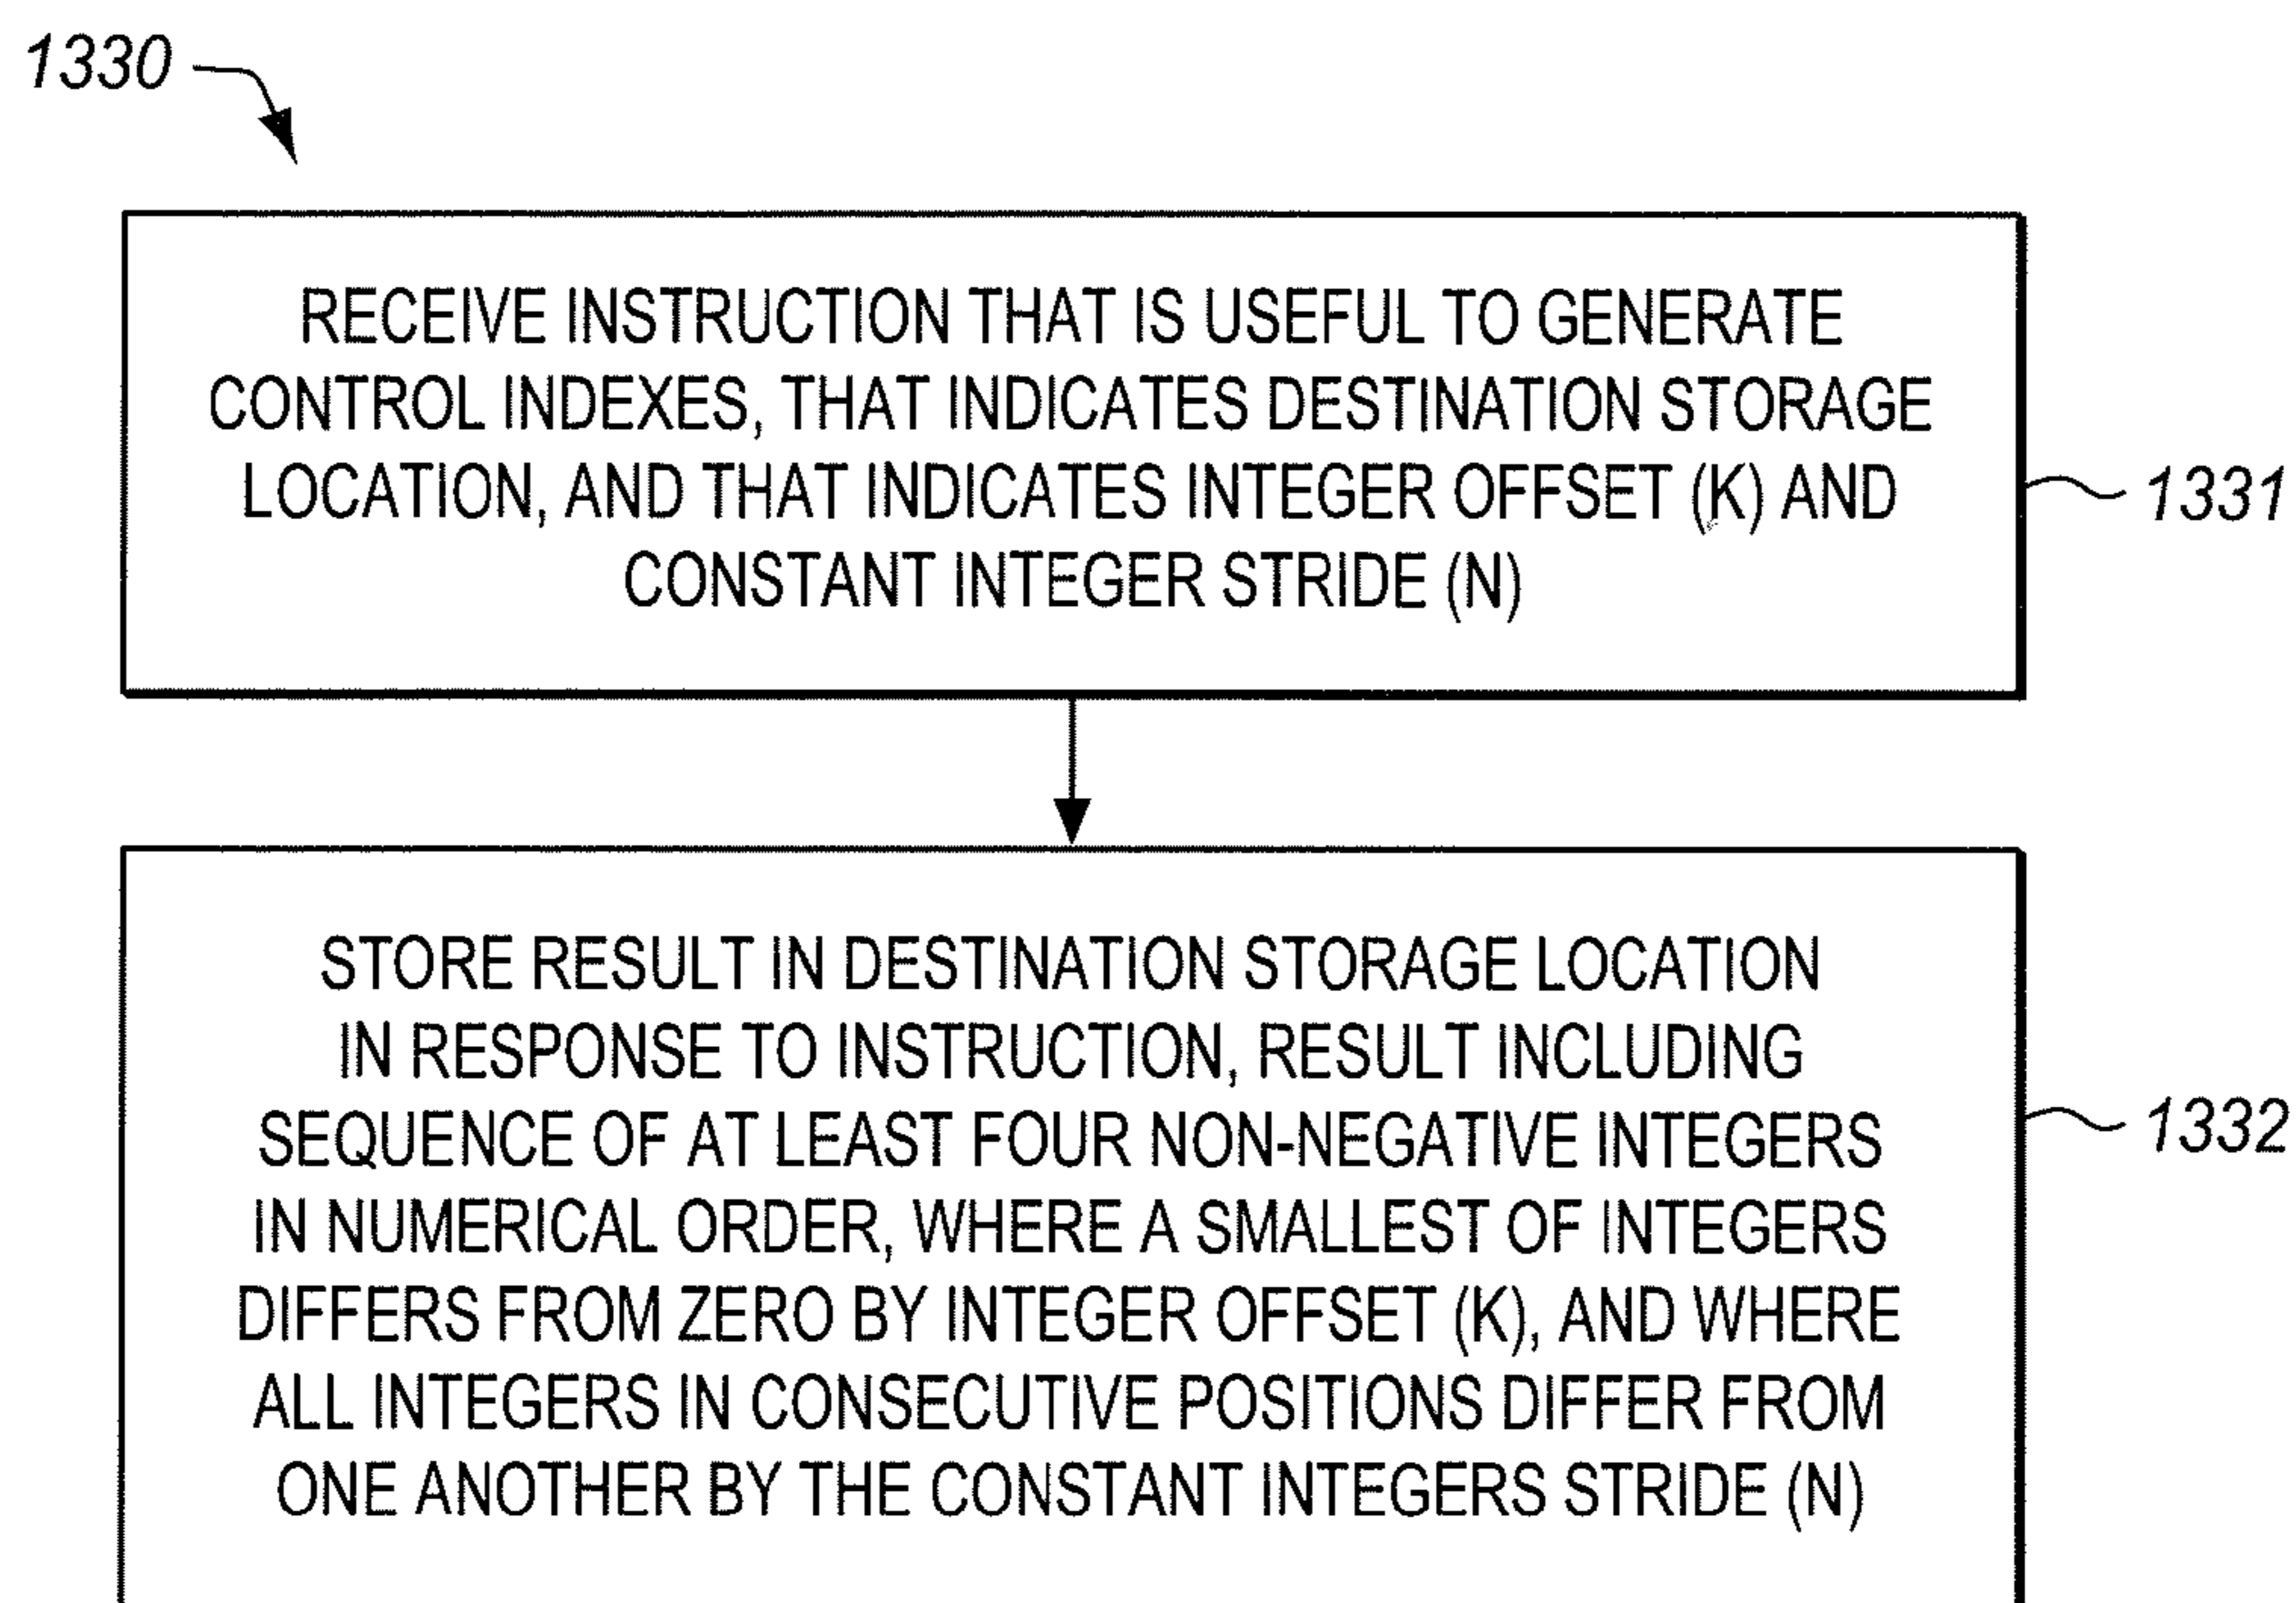 1330
RECEIVE INSTRUCTION THAT IS USEFUL TO GENERATE
CONTROL INDEXES, THAT INDICATES DESTINATION STORAGE
LOCATION, AND THAT INDICATES INTEGER OFFSET (K) AND
CONSTANT INTEGER STRIDE (N)
1331
STORE RESULT IN DESTINATION STORAGE LOCATION
IN RESPONSE TO INSTRUCTION, RESULT INCLUDING
SEQUENCE OF AT LEAST FOUR NON-NEGATIVE INTEGERS
IN NUMERICAL ORDER, WHERE A SMALLEST OF INTEGERS
DIFFERS FROM ZERO BY INTEGER OFFSET (K), AND WHERE
ALL INTEGERS IN CONSECUTIVE POSITIONS DIFFER FROM
ONE ANOTHER BY THE CONSTANT INTEGERS STRIDE (N)
1332